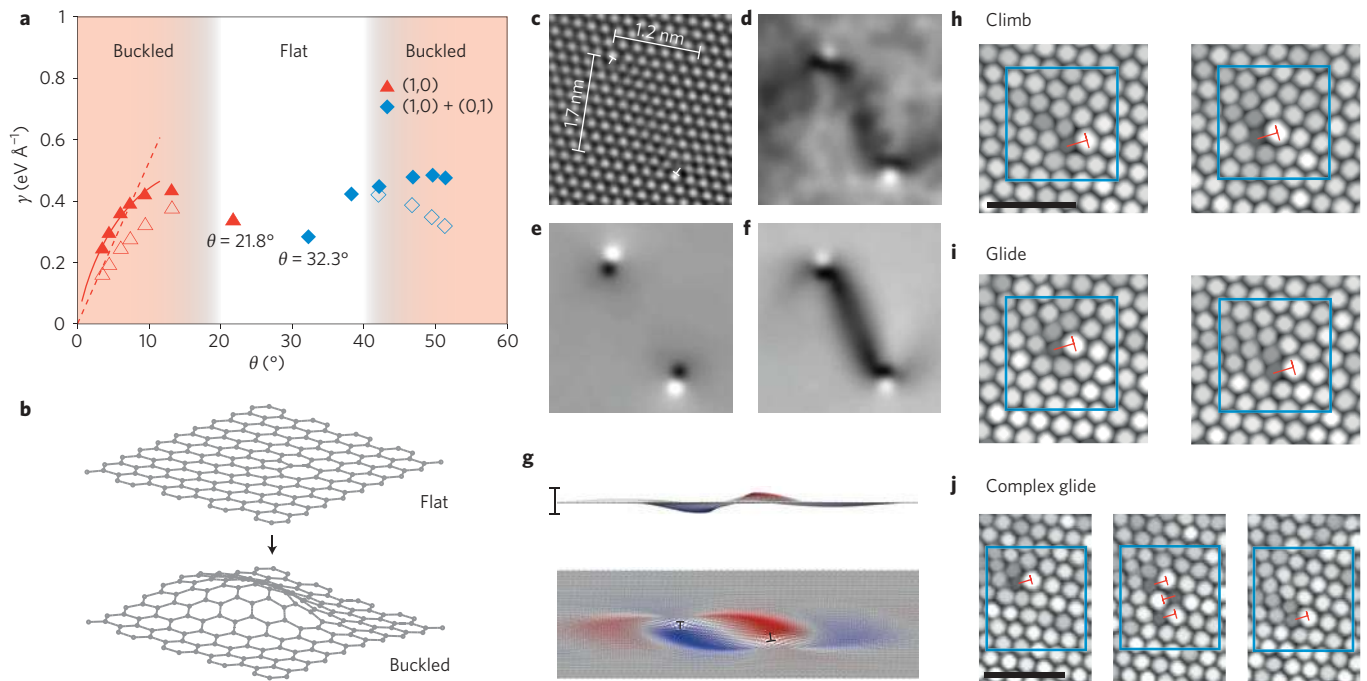 a
1
0.8
0.6
0.4
0.2
0
γ (eV Å⁻¹)
Buckled
Flat
Buckled
(1,0)
(1,0) + (0,1)
θ = 21.8°
θ = 32.3°
0 10 20 30 40 50 60
θ (°)
b
Flat
Buckled
c
1.2 nm
1.7 nm
d
e
f
g
h Climb
i Glide
j Complex glide